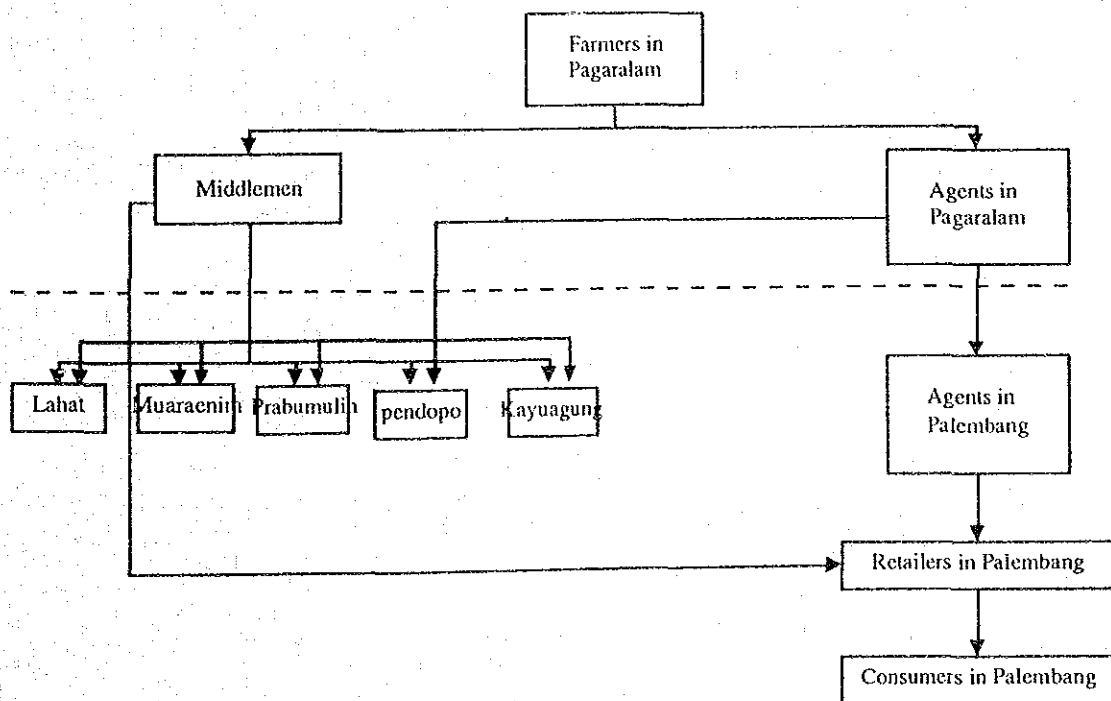 Farmers in
Pagaralam
Middlemen
Agents in
Pagaralam
Lahat
Muaraenim
Prabumulih
pendopo
Kayuagung
Agents in
Palembang
Retailers in Palembang
Consumers in Palembang